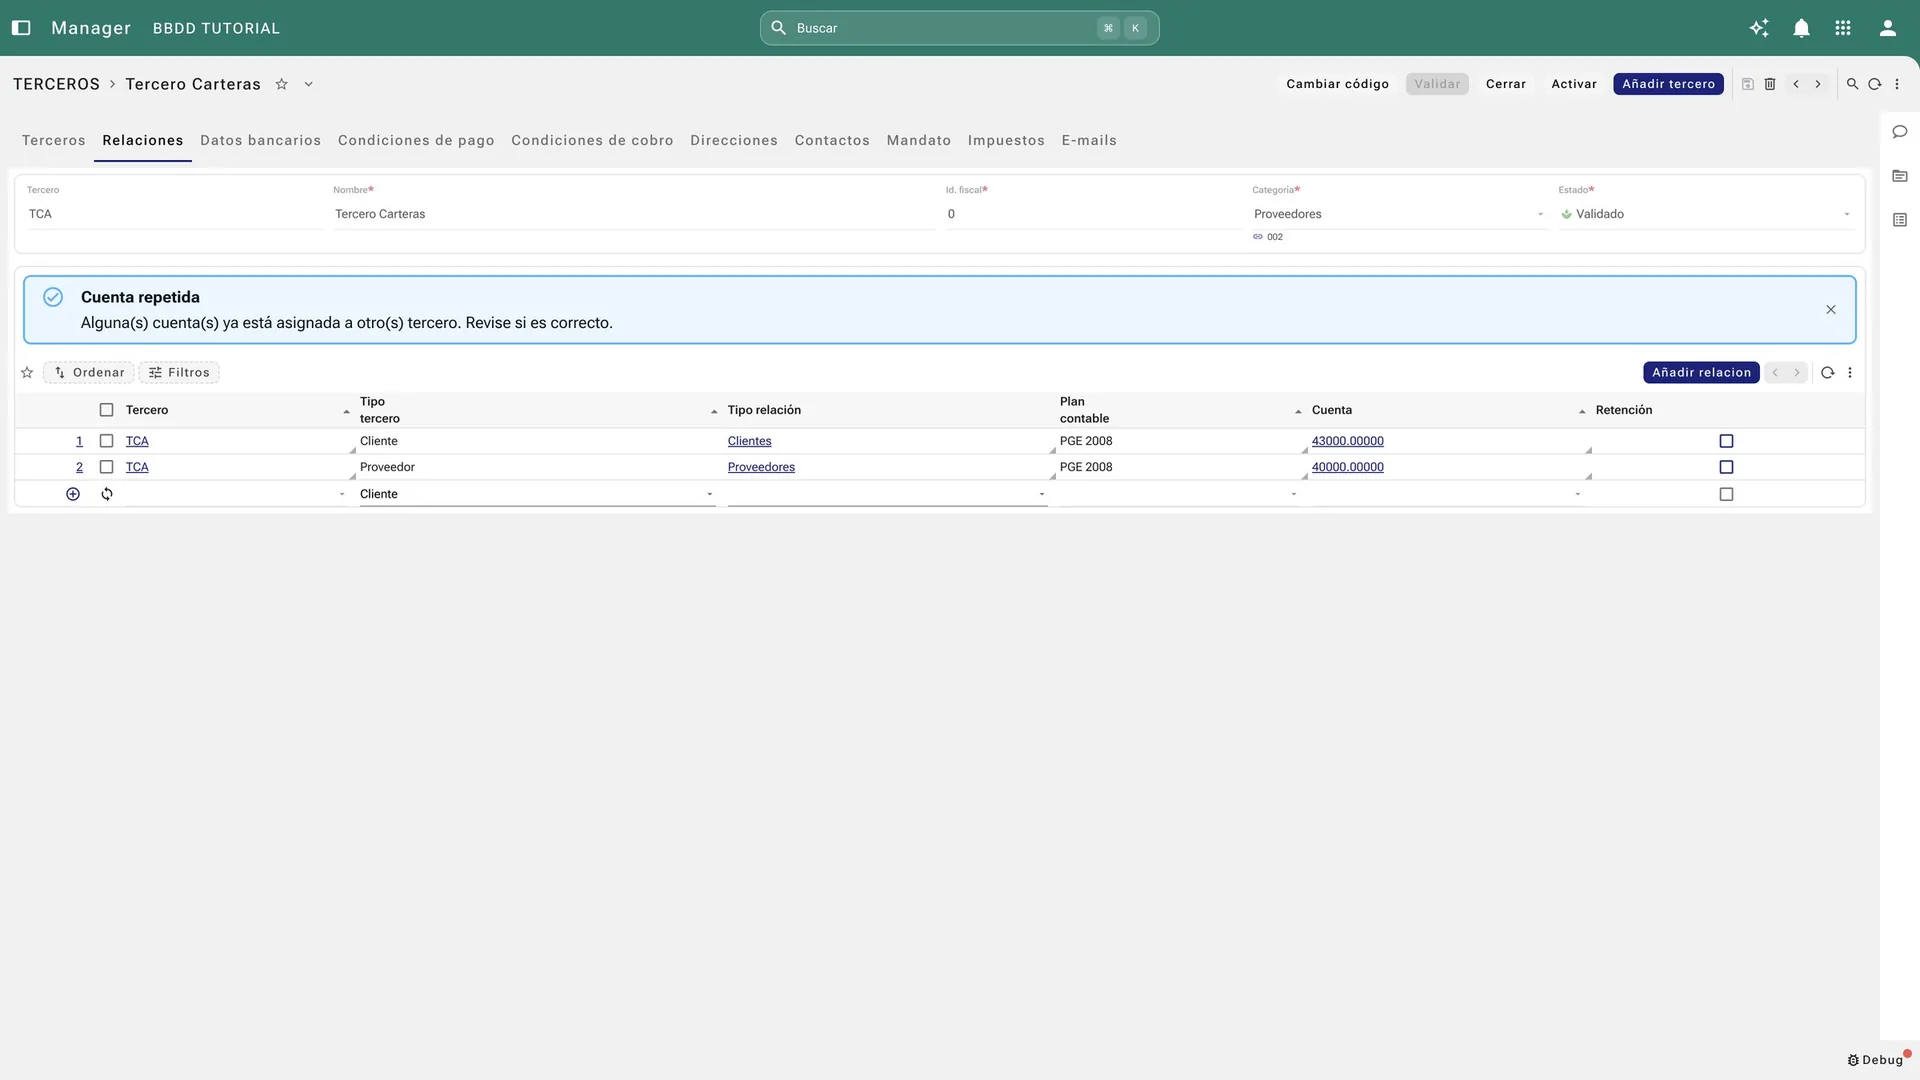 Manager BBDD TUTORIAL Buscar ⌘ K
TERCEROS > Tercero Carteras Cambiar código Validar Cerrar Activar Añadir tercero
Terceros Relaciones Datos bancarios Condiciones de pago Condiciones de cobro Direcciones Contactos Mandato Impuestos E-mails
Tercero Nombre* Id. fiscal* Categoria* Estado*
TCA Tercero Carteras 0 Proveedores Validado
002
Cuenta repetida
Alguna(s) cuenta(s) ya está asignada a otro(s) tercero. Revise si es correcto.
Ordenar Filtros Añadir relacion
Tercero Tipo tercero Tipo relación Plan contable Cuenta Retención
1 TCA Cliente Clientes PGE 2008 43000.00000
2 TCA Proveedor Proveedores PGE 2008 40000.00000
Cliente
Debug